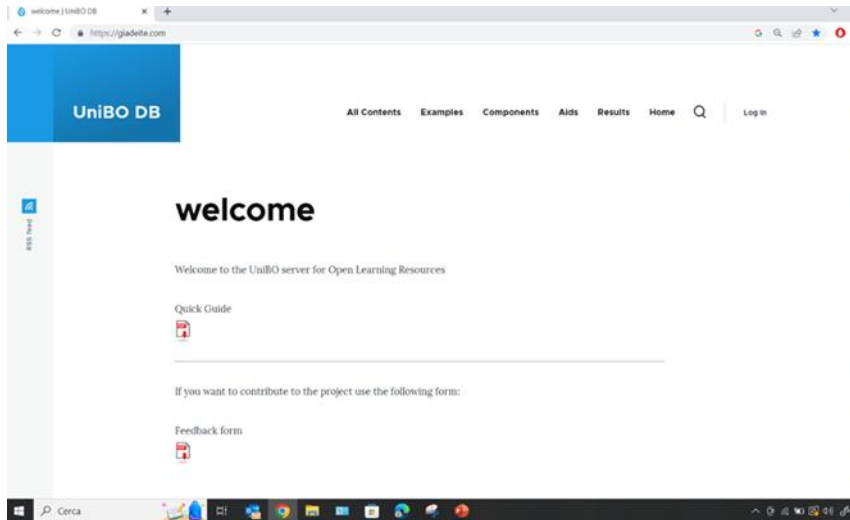 welcome | UniBO DB
https://giadeite.com
UniBO DB
All Contents Examples Components Aids Results Home Log in
RSS feed
welcome
Welcome to the UniBO server for Open Learning Resources
Quick Guide
If you want to contribute to the project use the following form:
Feedback form
Cerca